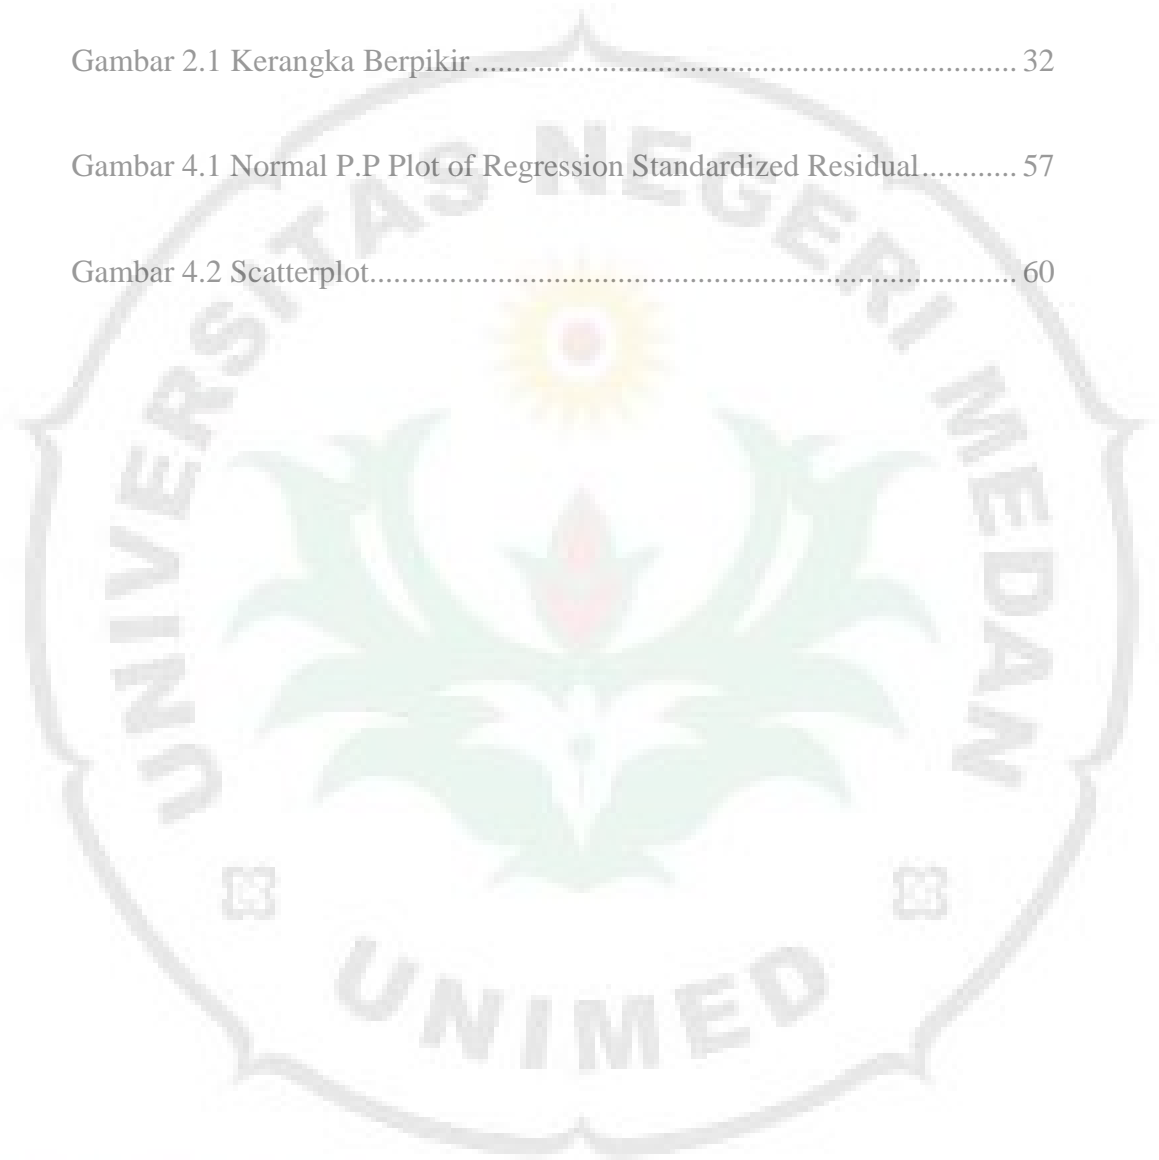 Gambar 2.1 Kerangka Berpikir.................................................................... 32
Gambar 4.1 Normal P.P Plot of Regression Standardized Residual............ 57
Gambar 4.2 Scatterplot................................................................................ 60
UNIVERSITAS NEGERI MEDAN
UNIMED